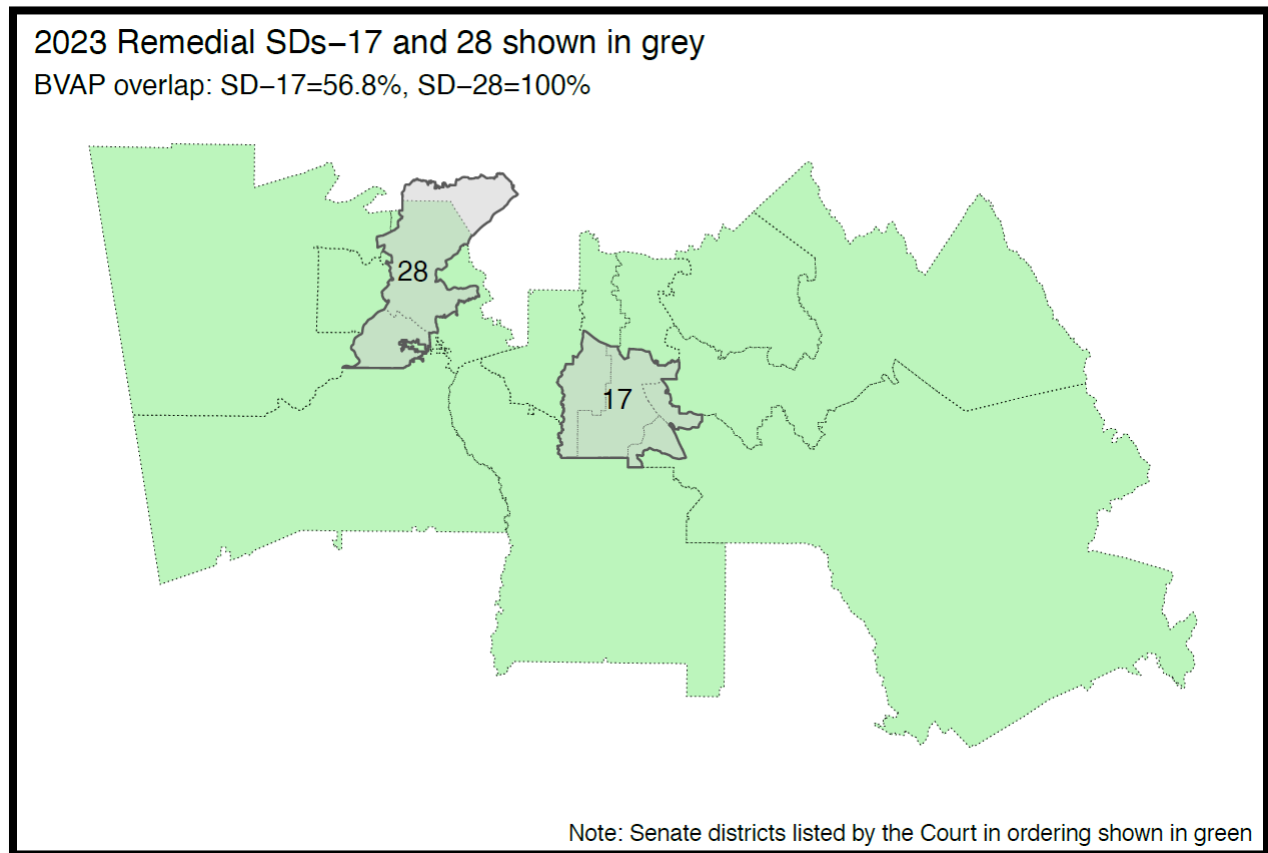 2023 Remedial SDs−17 and 28 shown in grey
BVAP overlap: SD−17=56.8%, SD−28=100%
28
17
Note: Senate districts listed by the Court in ordering shown in green